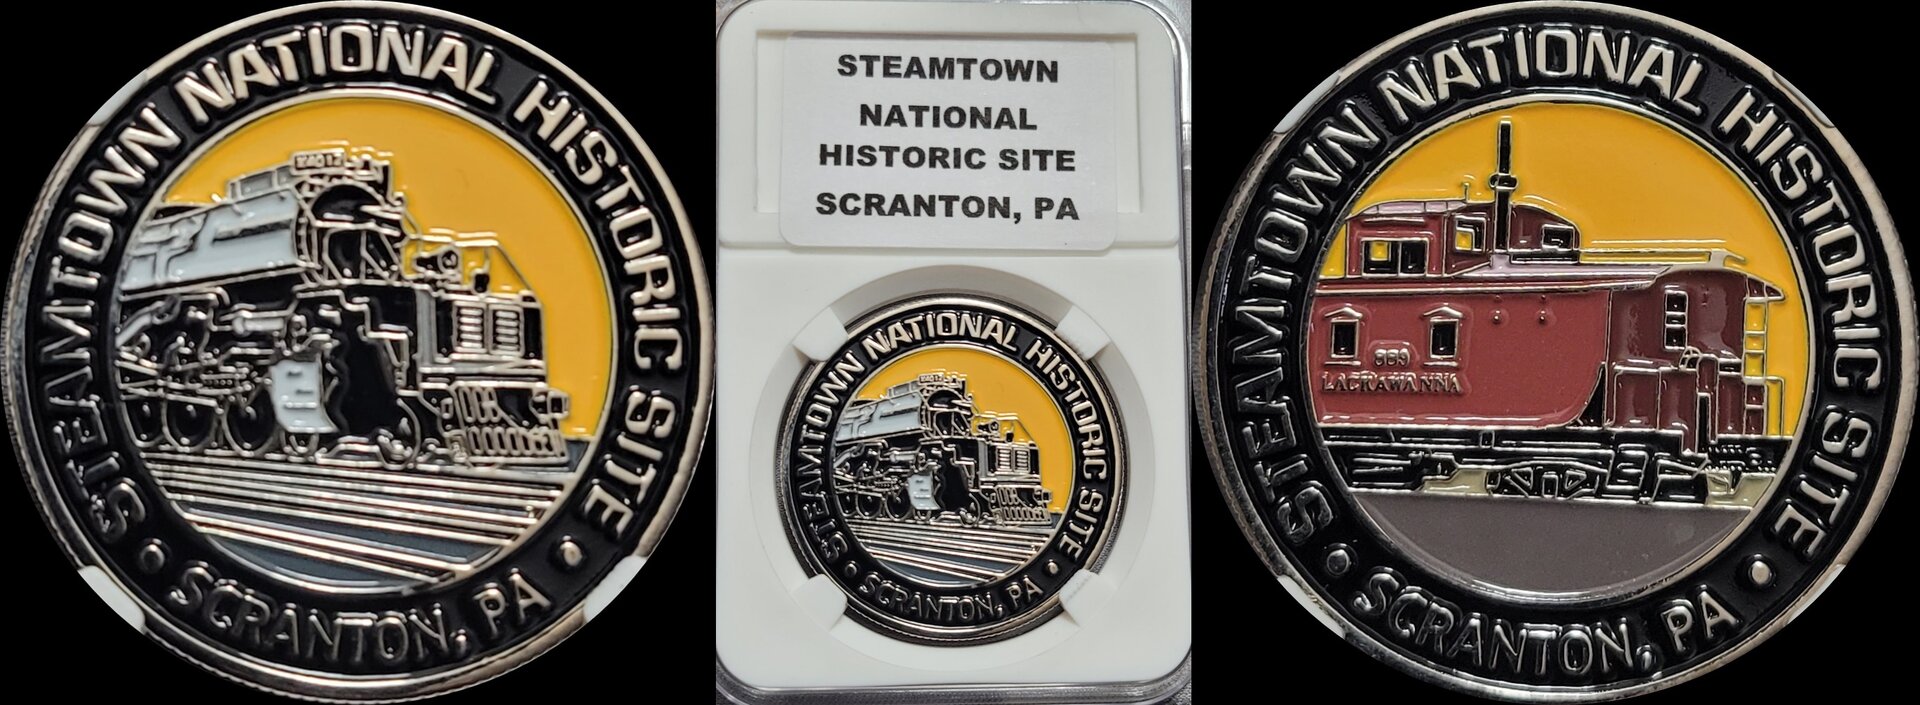 STEAMTOWN NATIONAL HISTORIC SITE
• SCRANTON, PA •
STEAMTOWN
NATIONAL
HISTORIC SITE
SCRANTON, PA
STEAMTOWN NATIONAL HISTORIC SITE
• SCRANTON, PA •
STEAMTOWN NATIONAL HISTORIC SITE
889
LACKAWANNA
• SCRANTON, PA •